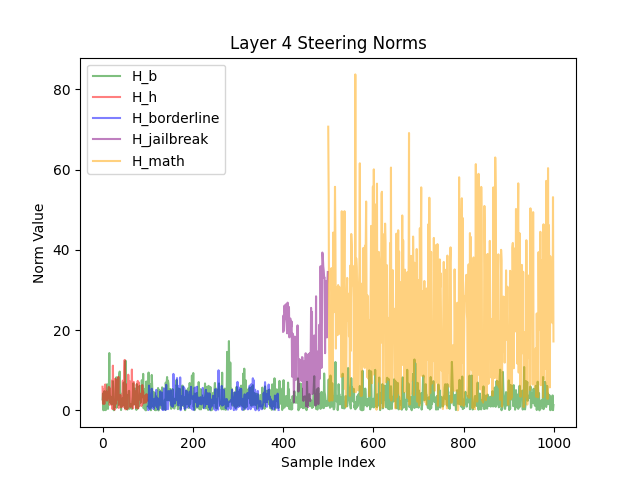 Layer 4 Steering Norms
H_b
H_h
H_borderline
H_jailbreak
H_math
Norm Value
80
60
40
20
0
0 200 400 600 800 1000
Sample Index